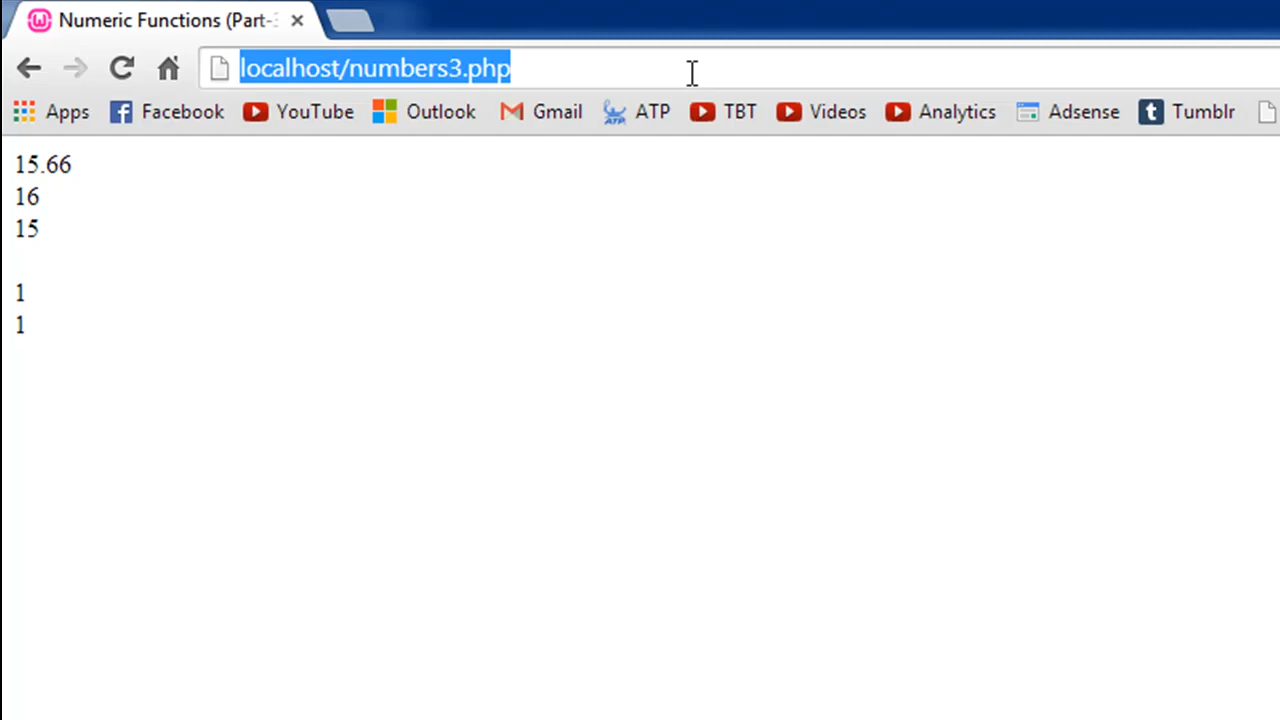 Numeric Functions (Part-
localhost/numbers3.php
Apps Facebook YouTube Outlook Gmail ATP TBT Videos Analytics Adsense Tumblr
15.66
16
15
1
1